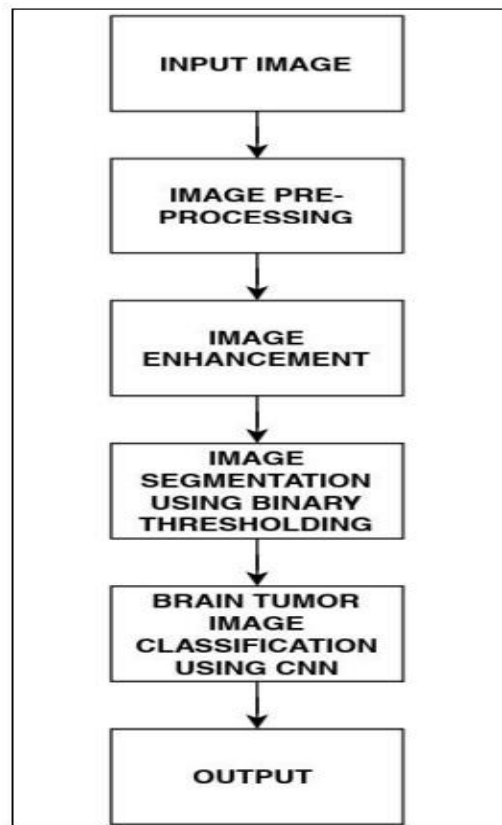 INPUT IMAGE
IMAGE PRE-
PROCESSING
IMAGE
ENHANCEMENT
IMAGE
SEGMENTATION
USING BINARY
THRESHOLDING
BRAIN TUMOR
IMAGE
CLASSIFICATION
USING CNN
OUTPUT